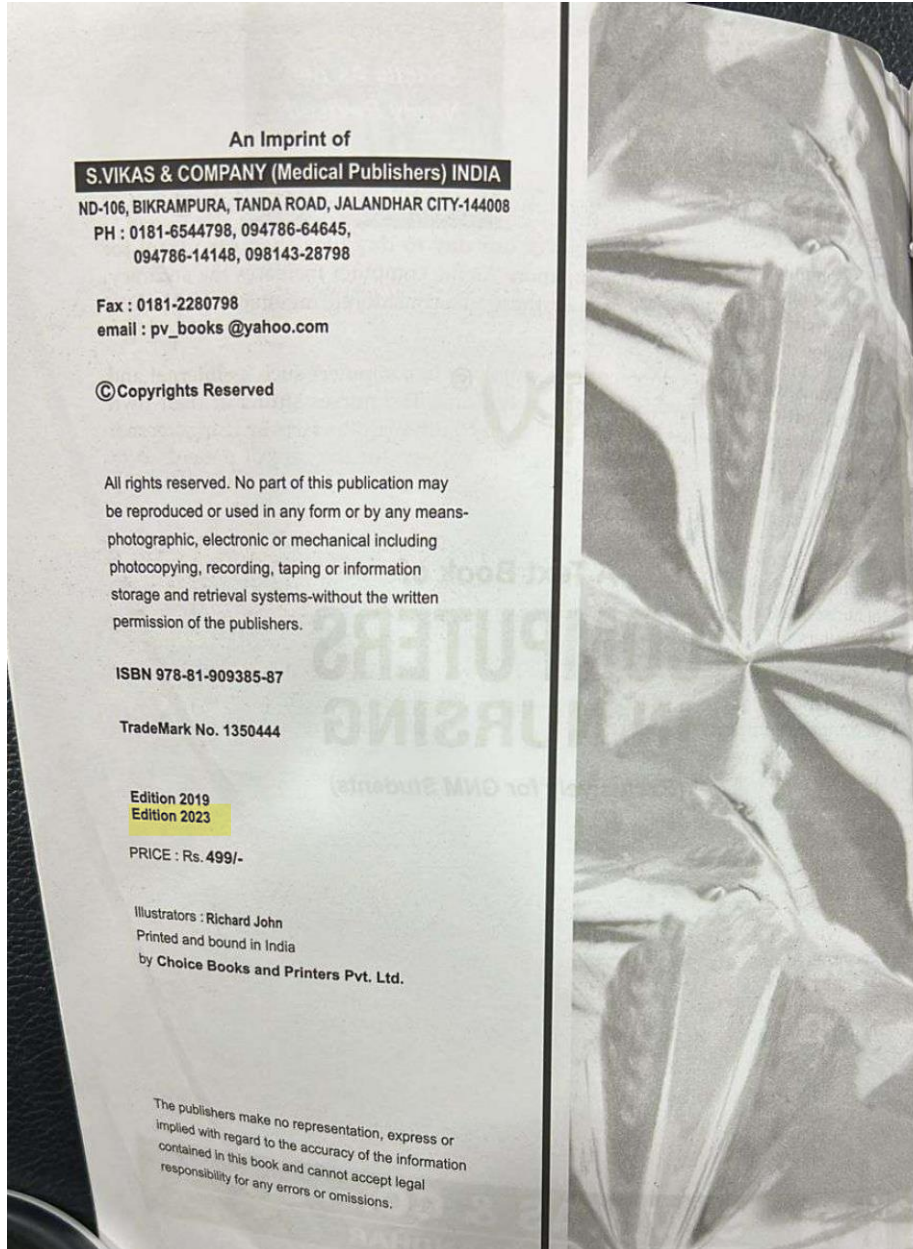 An Imprint of
S.VIKAS & COMPANY (Medical Publishers) INDIA
ND-106, BIKRAMPURA, TANDA ROAD, JALANDHAR CITY-144008
PH : 0181-6544798, 094786-64645,
094786-14148, 098143-28798
Fax : 0181-2280798
email : pv_books @yahoo.com
©Copyrights Reserved
All rights reserved. No part of this publication may
be reproduced or used in any form or by any means-
photographic, electronic or mechanical including
photocopying, recording, taping or information
storage and retrieval systems-without the written
permission of the publishers.
ISBN 978-81-909385-87
TradeMark No. 1350444
Edition 2019
Edition 2023
PRICE : Rs. 499/-
Illustrators : Richard John
Printed and bound in India
by Choice Books and Printers Pvt. Ltd.
The publishers make no representation, express or
implied with regard to the accuracy of the information
contained in this book and cannot accept legal
responsibility for any errors or omissions.